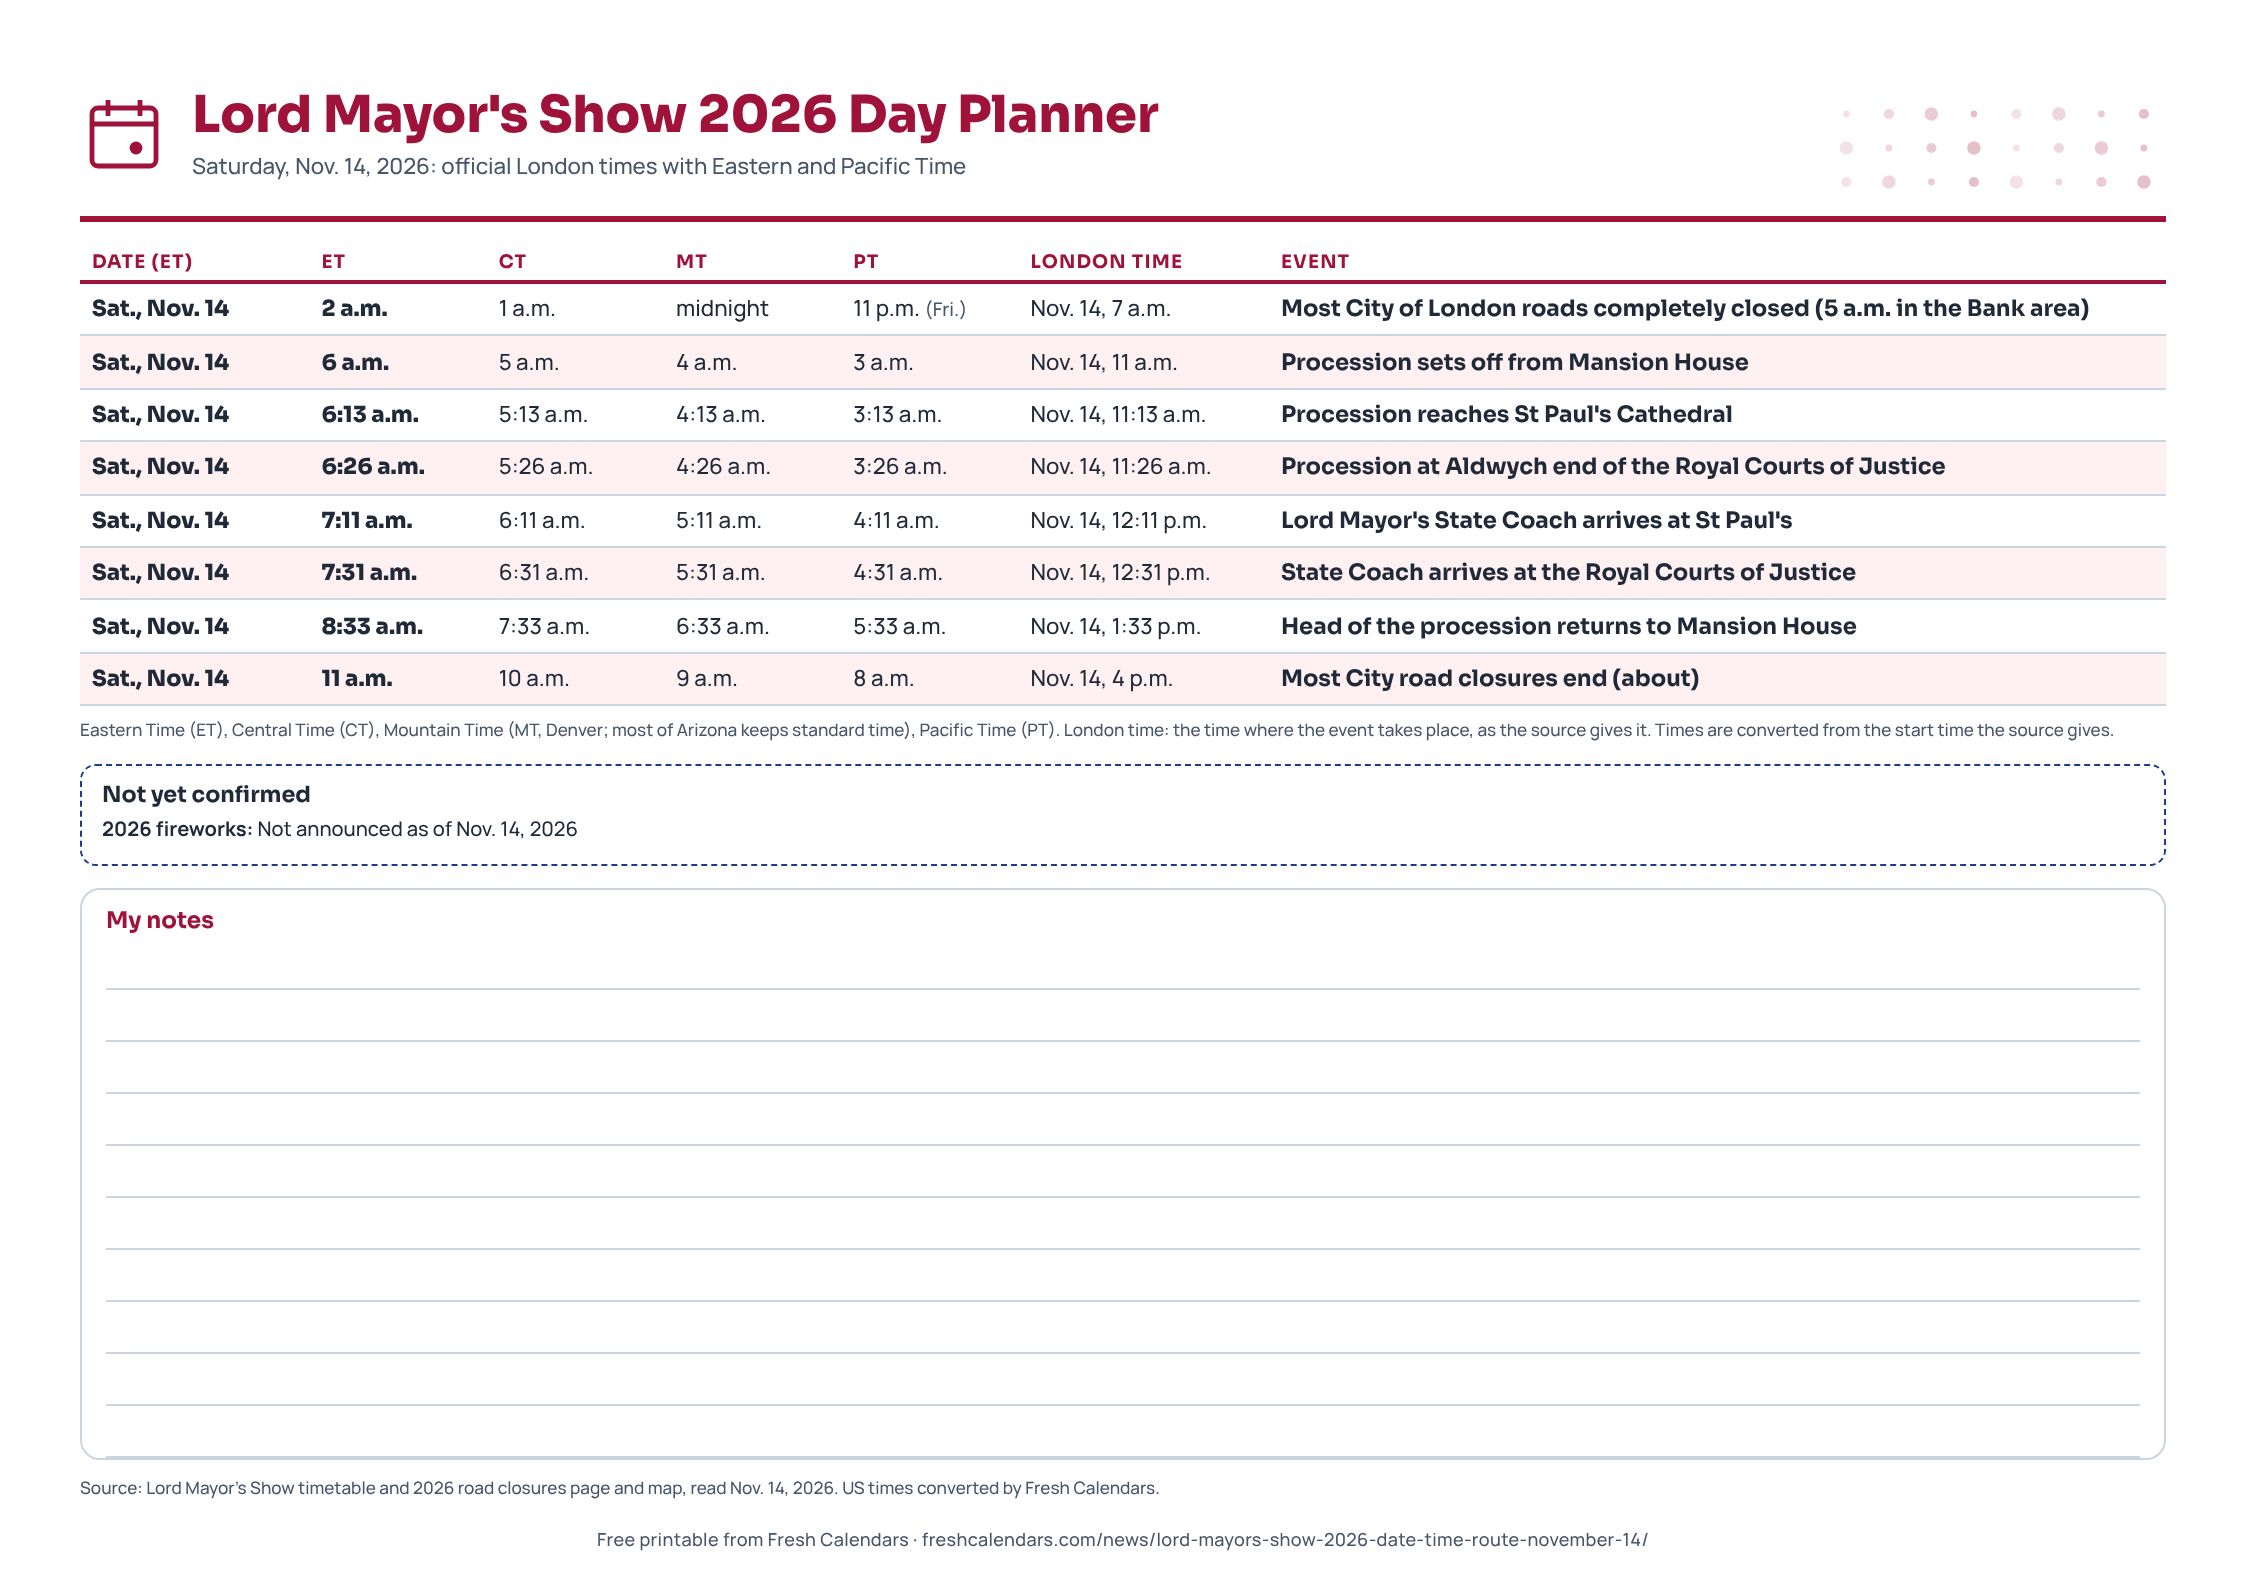 Lord Mayor's Show 2026 Day Planner
Saturday, Nov. 14, 2026: official London times with Eastern and Pacific Time
DATE (ET) ET CT MT PT LONDON TIME EVENT
Sat., Nov. 14 2 a.m. 1 a.m. midnight 11 p.m. (Fri.) Nov. 14, 7 a.m. Most City of London roads completely closed (5 a.m. in the Bank area)
Sat., Nov. 14 6 a.m. 5 a.m. 4 a.m. 3 a.m. Nov. 14, 11 a.m. Procession sets off from Mansion House
Sat., Nov. 14 6:13 a.m. 5:13 a.m. 4:13 a.m. 3:13 a.m. Nov. 14, 11:13 a.m. Procession reaches St Paul's Cathedral
Sat., Nov. 14 6:26 a.m. 5:26 a.m. 4:26 a.m. 3:26 a.m. Nov. 14, 11:26 a.m. Procession at Aldwych end of the Royal Courts of Justice
Sat., Nov. 14 7:11 a.m. 6:11 a.m. 5:11 a.m. 4:11 a.m. Nov. 14, 12:11 p.m. Lord Mayor's State Coach arrives at St Paul's
Sat., Nov. 14 7:31 a.m. 6:31 a.m. 5:31 a.m. 4:31 a.m. Nov. 14, 12:31 p.m. State Coach arrives at the Royal Courts of Justice
Sat., Nov. 14 8:33 a.m. 7:33 a.m. 6:33 a.m. 5:33 a.m. Nov. 14, 1:33 p.m. Head of the procession returns to Mansion House
Sat., Nov. 14 11 a.m. 10 a.m. 9 a.m. 8 a.m. Nov. 14, 4 p.m. Most City road closures end (about)
Eastern Time (ET), Central Time (CT), Mountain Time (MT, Denver; most of Arizona keeps standard time), Pacific Time (PT). London time: the time where the event takes place, as the source gives it. Times are converted from the start time the source gives.
Not yet confirmed
2026 fireworks: Not announced as of Nov. 14, 2026
My notes
Source: Lord Mayor's Show timetable and 2026 road closures page and map, read Nov. 14, 2026. US times converted by Fresh Calendars.
Free printable from Fresh Calendars · freshcalendars.com/news/lord-mayors-show-2026-date-time-route-november-14/